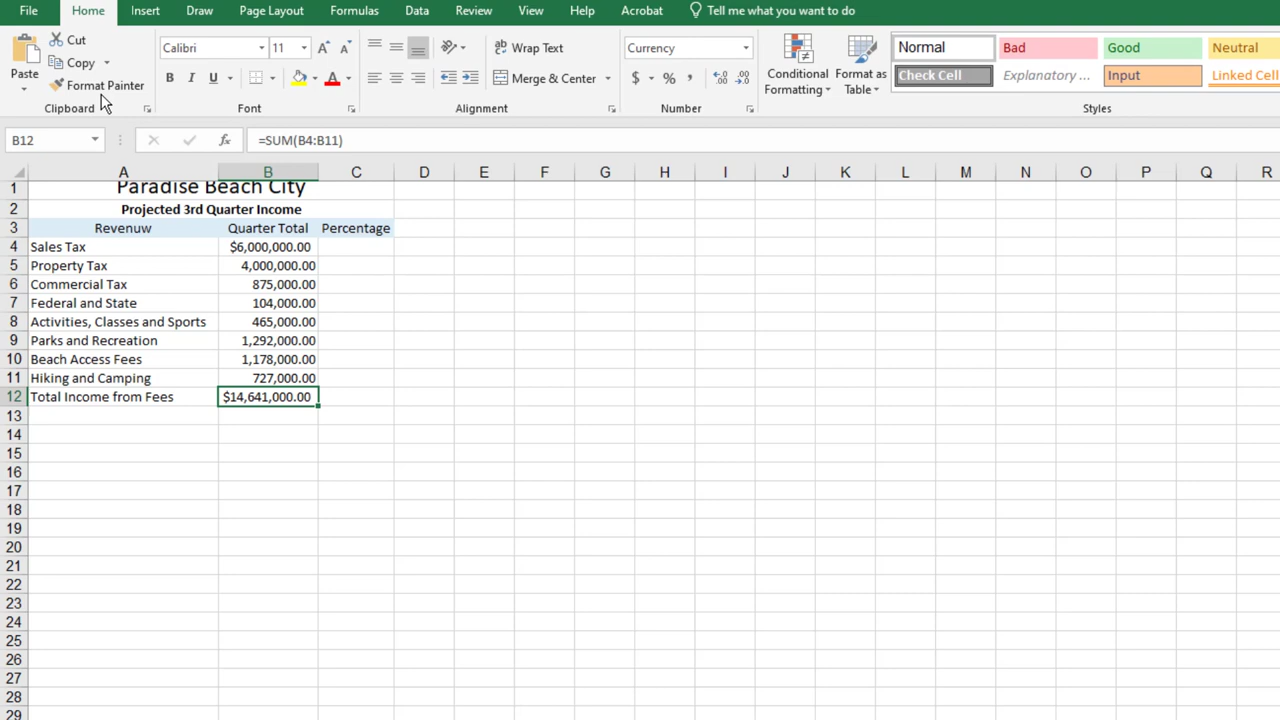 File Home Insert Draw Page Layout Formulas Data Review View Help Acrobat Tell me what you want to do
Paste
Cut
Copy
Format Painter
Clipboard
Calibri 11 A A
B I U A
Font
ab Wrap Text
Merge & Center
Alignment
Currency
$ % , .00 .0
Number
Conditional Formatting
Format as Table
Normal Bad Good Neutral
Check Cell Explanatory ... Input Linked Cell
Styles
B12 fx =SUM(B4:B11)
A B C D E F G H I J K L M N O P Q R
1 Paradise Beach City
2 Projected 3rd Quarter Income
3 Revenuw Quarter Total Percentage
4 Sales Tax $6,000,000.00
5 Property Tax 4,000,000.00
6 Commercial Tax 875,000.00
7 Federal and State 104,000.00
8 Activities, Classes and Sports 465,000.00
9 Parks and Recreation 1,292,000.00
10 Beach Access Fees 1,178,000.00
11 Hiking and Camping 727,000.00
12 Total Income from Fees $14,641,000.00
13
14
15
16
17
18
19
20
21
22
23
24
25
26
27
28
29